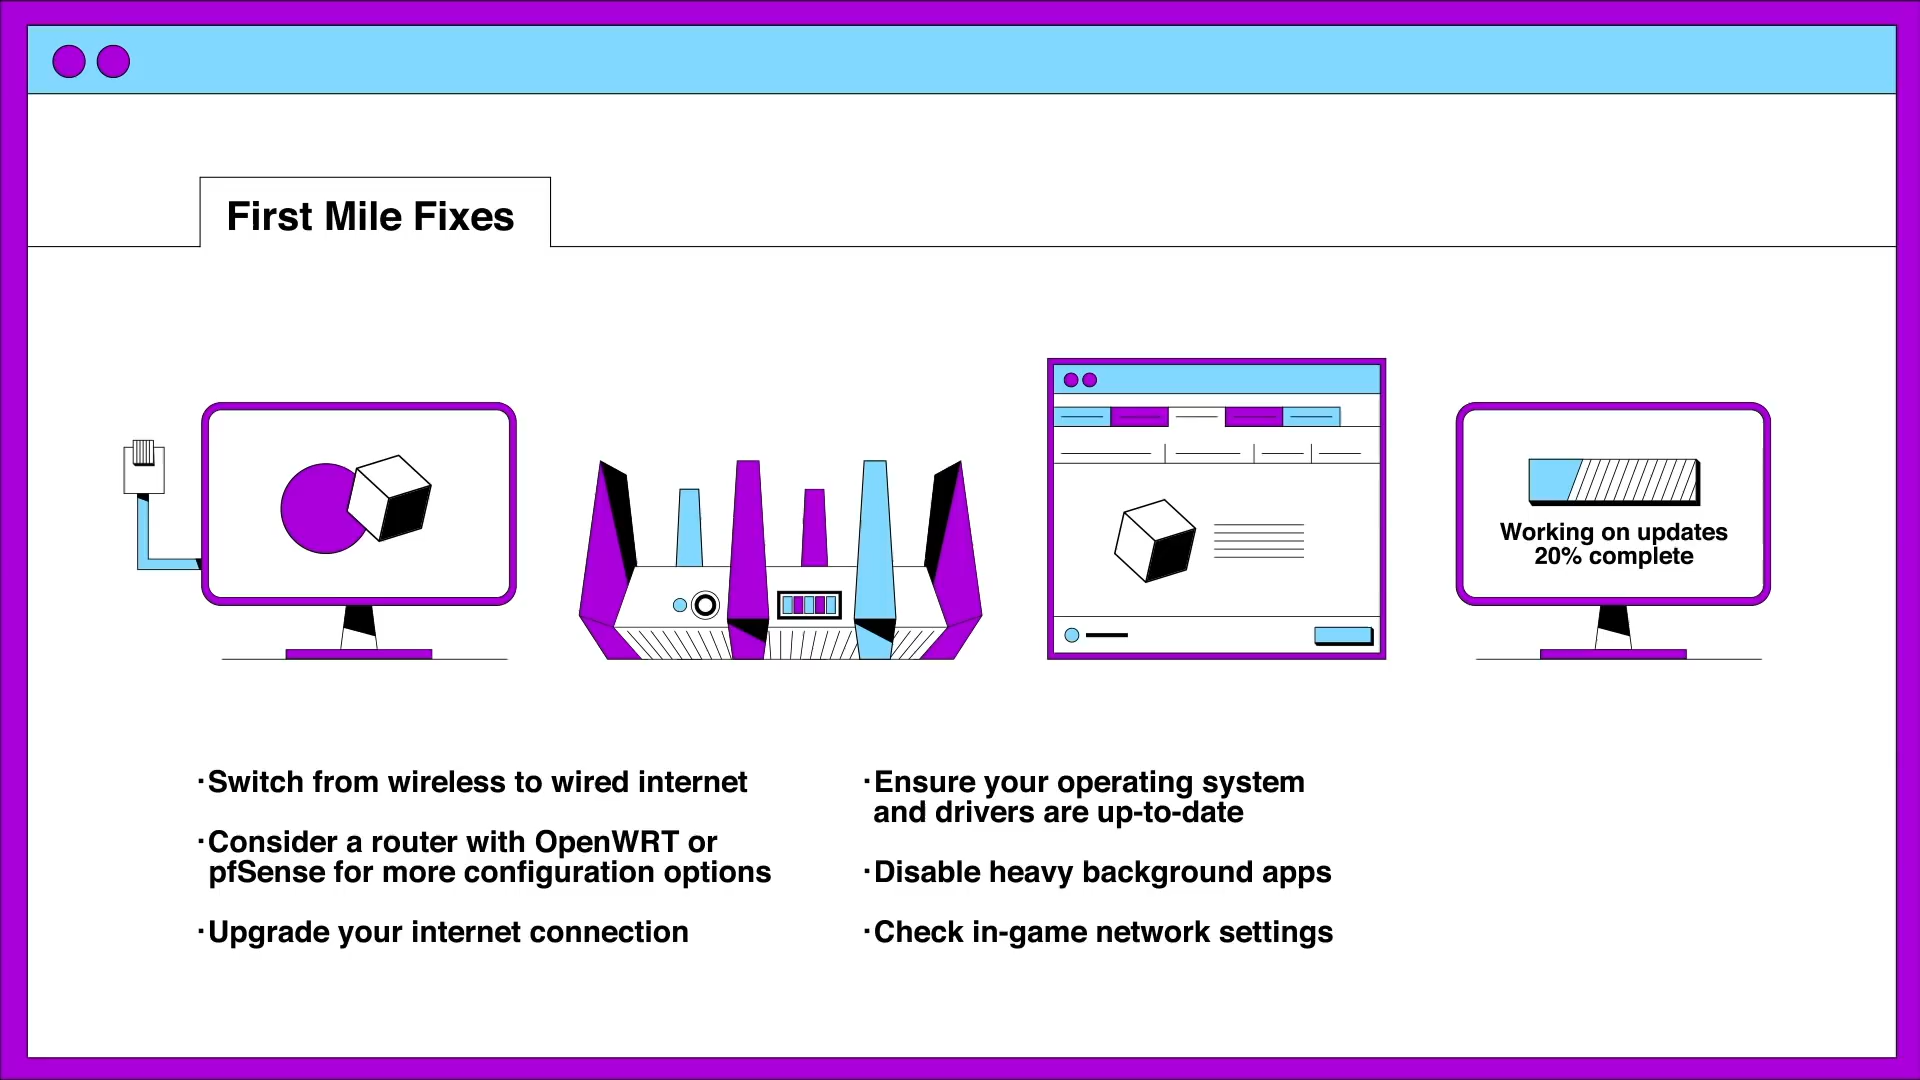 First Mile Fixes
Working on updates
20% complete
·Switch from wireless to wired internet
·Consider a router with OpenWRT or
pfSense for more configuration options
·Upgrade your internet connection
·Ensure your operating system
and drivers are up-to-date
·Disable heavy background apps
·Check in-game network settings